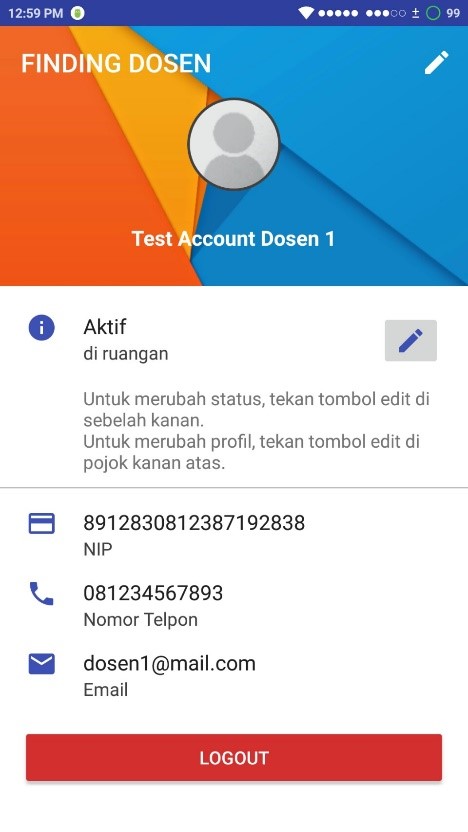 12:59 PM
99
FINDING DOSEN
Test Account Dosen 1
Aktif
di ruangan
Untuk merubah status, tekan tombol edit di
sebelah kanan.
Untuk merubah profil, tekan tombol edit di
pojok kanan atas.
8912830812387192838
NIP
081234567893
Nomor Telpon
dosen1@mail.com
Email
LOGOUT